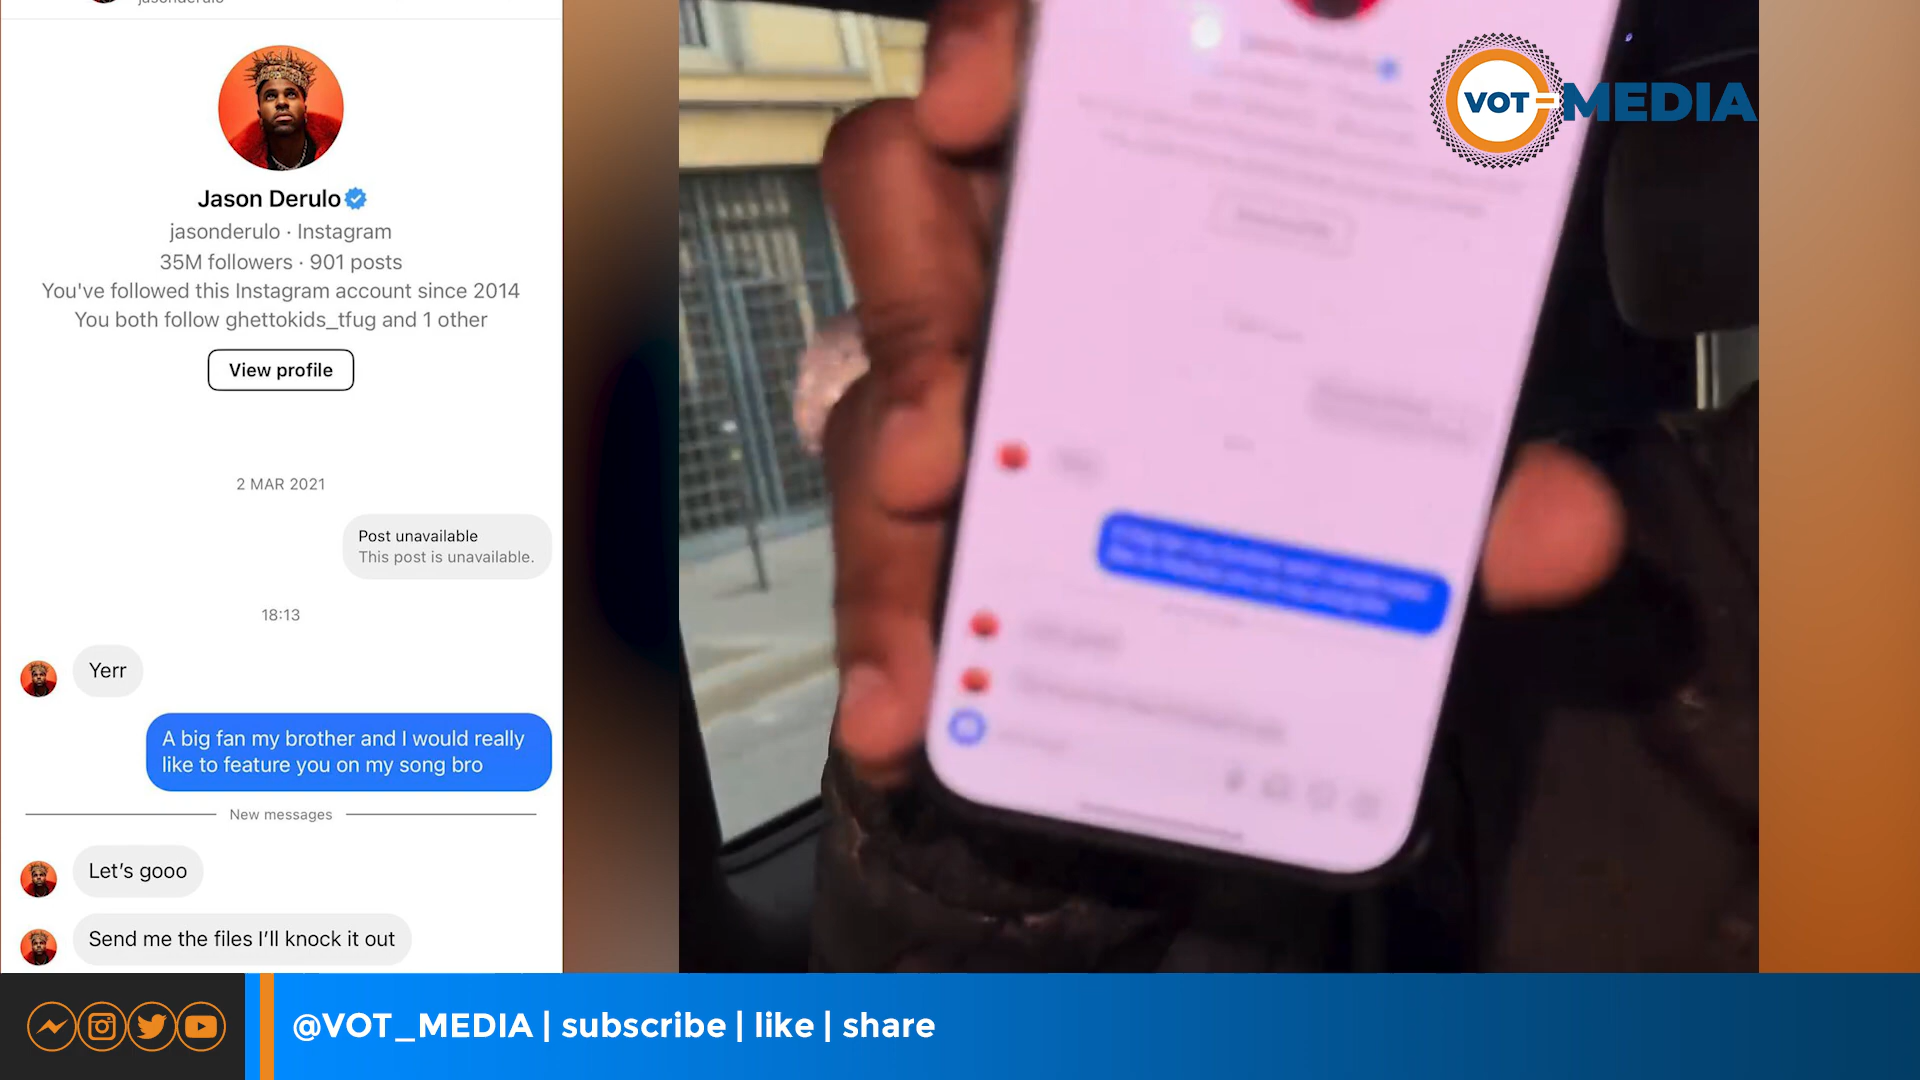 jasonderulo
Jason Derulo
jasonderulo · Instagram
35M followers · 901 posts
You've followed this Instagram account since 2014
You both follow ghettokids_tfug and 1 other
View profile
2 MAR 2021
Post unavailable
This post is unavailable.
18:13
Yerr
A big fan my brother and I would really
like to feature you on my song bro
New messages
Let's gooo
Send me the files I'll knock it out
VOT MEDIA
@VOT_MEDIA | subscribe | like | share